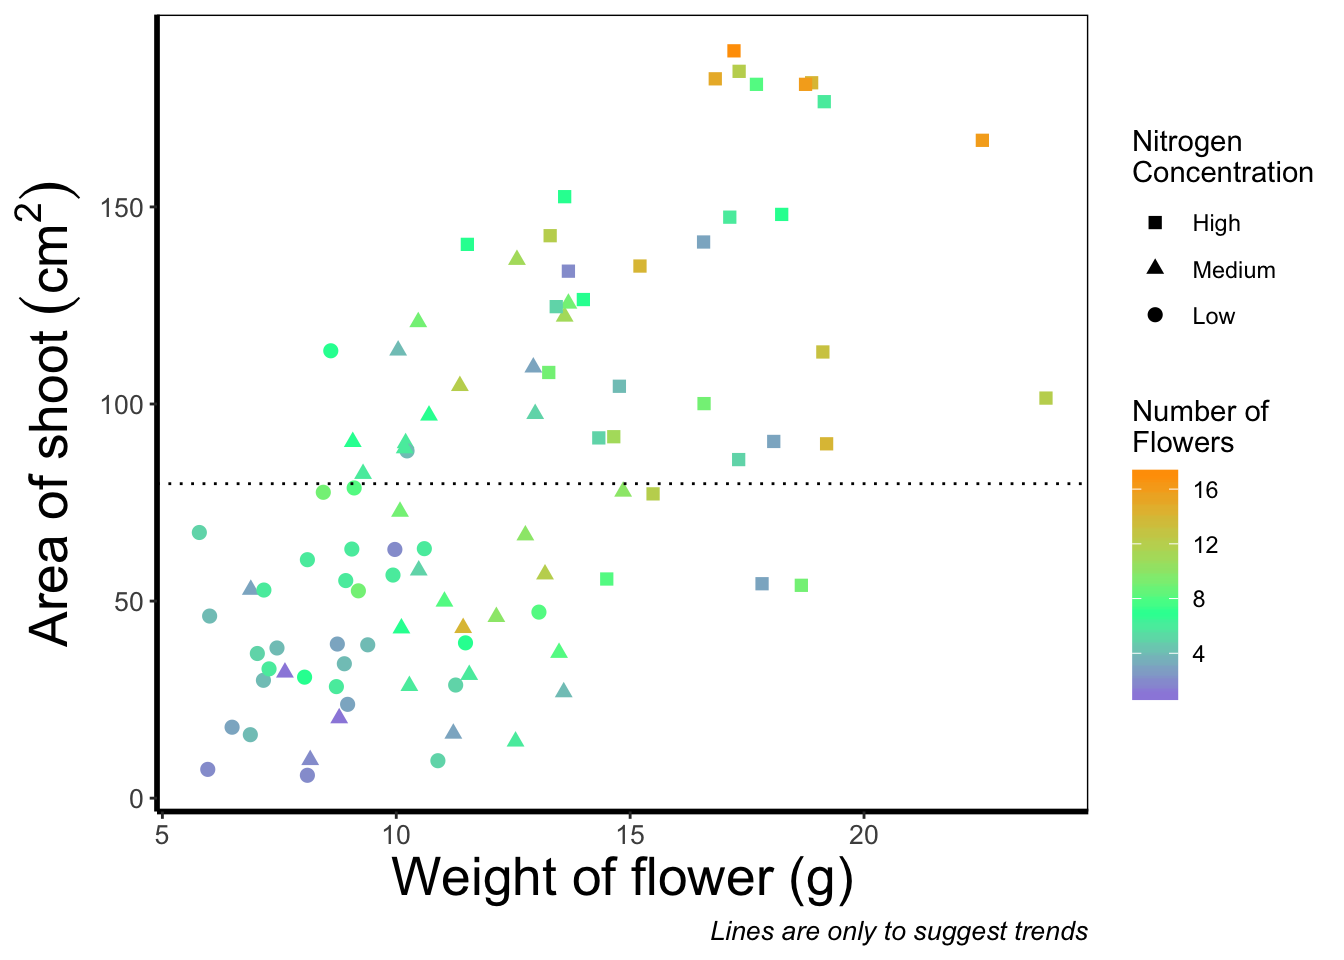 Area of shoot (cm²)
150
100
50
0
5 10 15 20
Weight of flower (g)
Lines are only to suggest trends
Nitrogen
Concentration
High
Medium
Low
Number of
Flowers
16
12
8
4